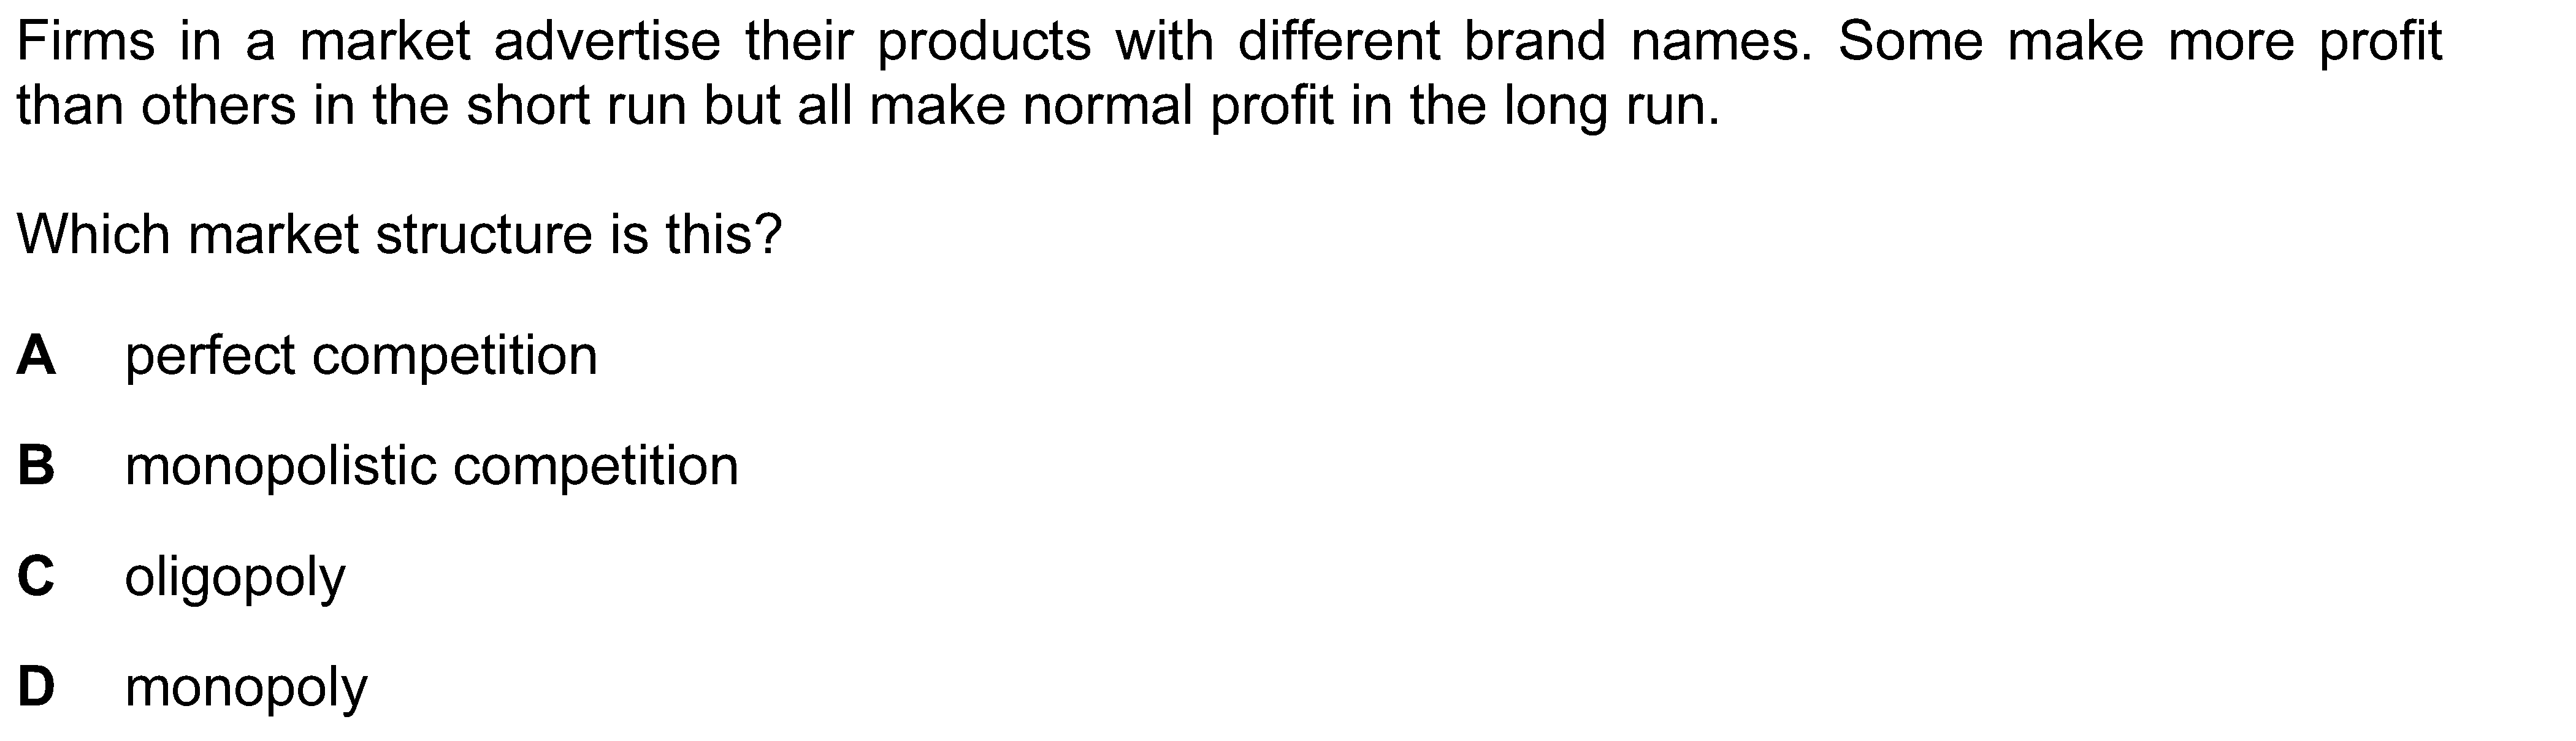 Firms in a market advertise their products with different brand names. Some make more profit
than others in the short run but all make normal profit in the long run.
Which market structure is this?
A perfect competition
B monopolistic competition
C oligopoly
D monopoly